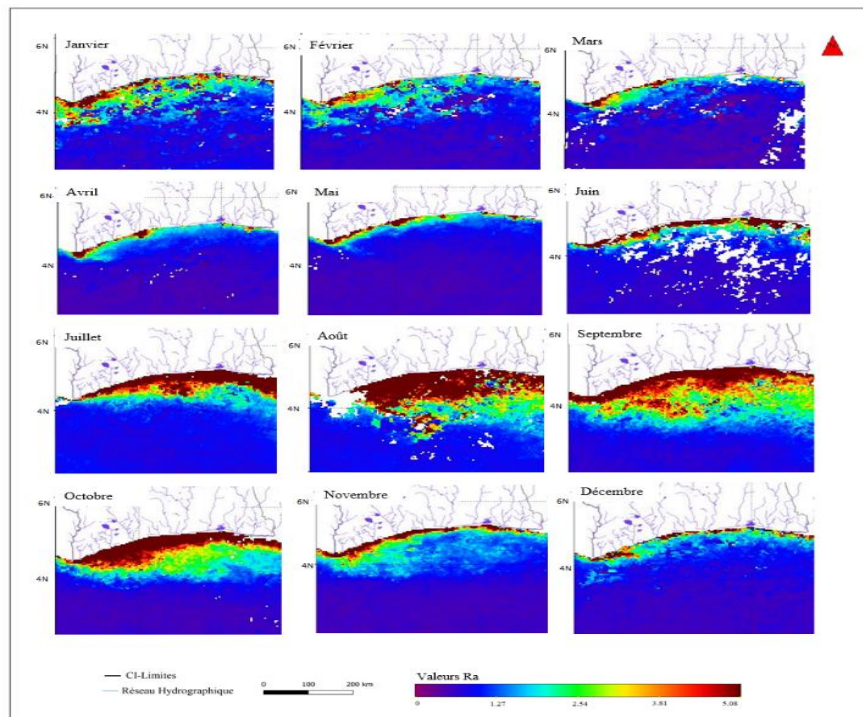 Janvier
Février
Mars
6N
4N
6N
4N
6N
4N
Avril
Mai
Juin
6N
4N
6N
4N
6N
4N
Juillet
Août
Septembre
6N
4N
6N
4N
6N
4N
Octobre
Novembre
Décembre
6N
4N
6N
4N
6N
4N
CI-Limites
Réseau Hydrographique
0 100 200 km
Valeurs Ra
0 1.27 2.54 3.81 5.08